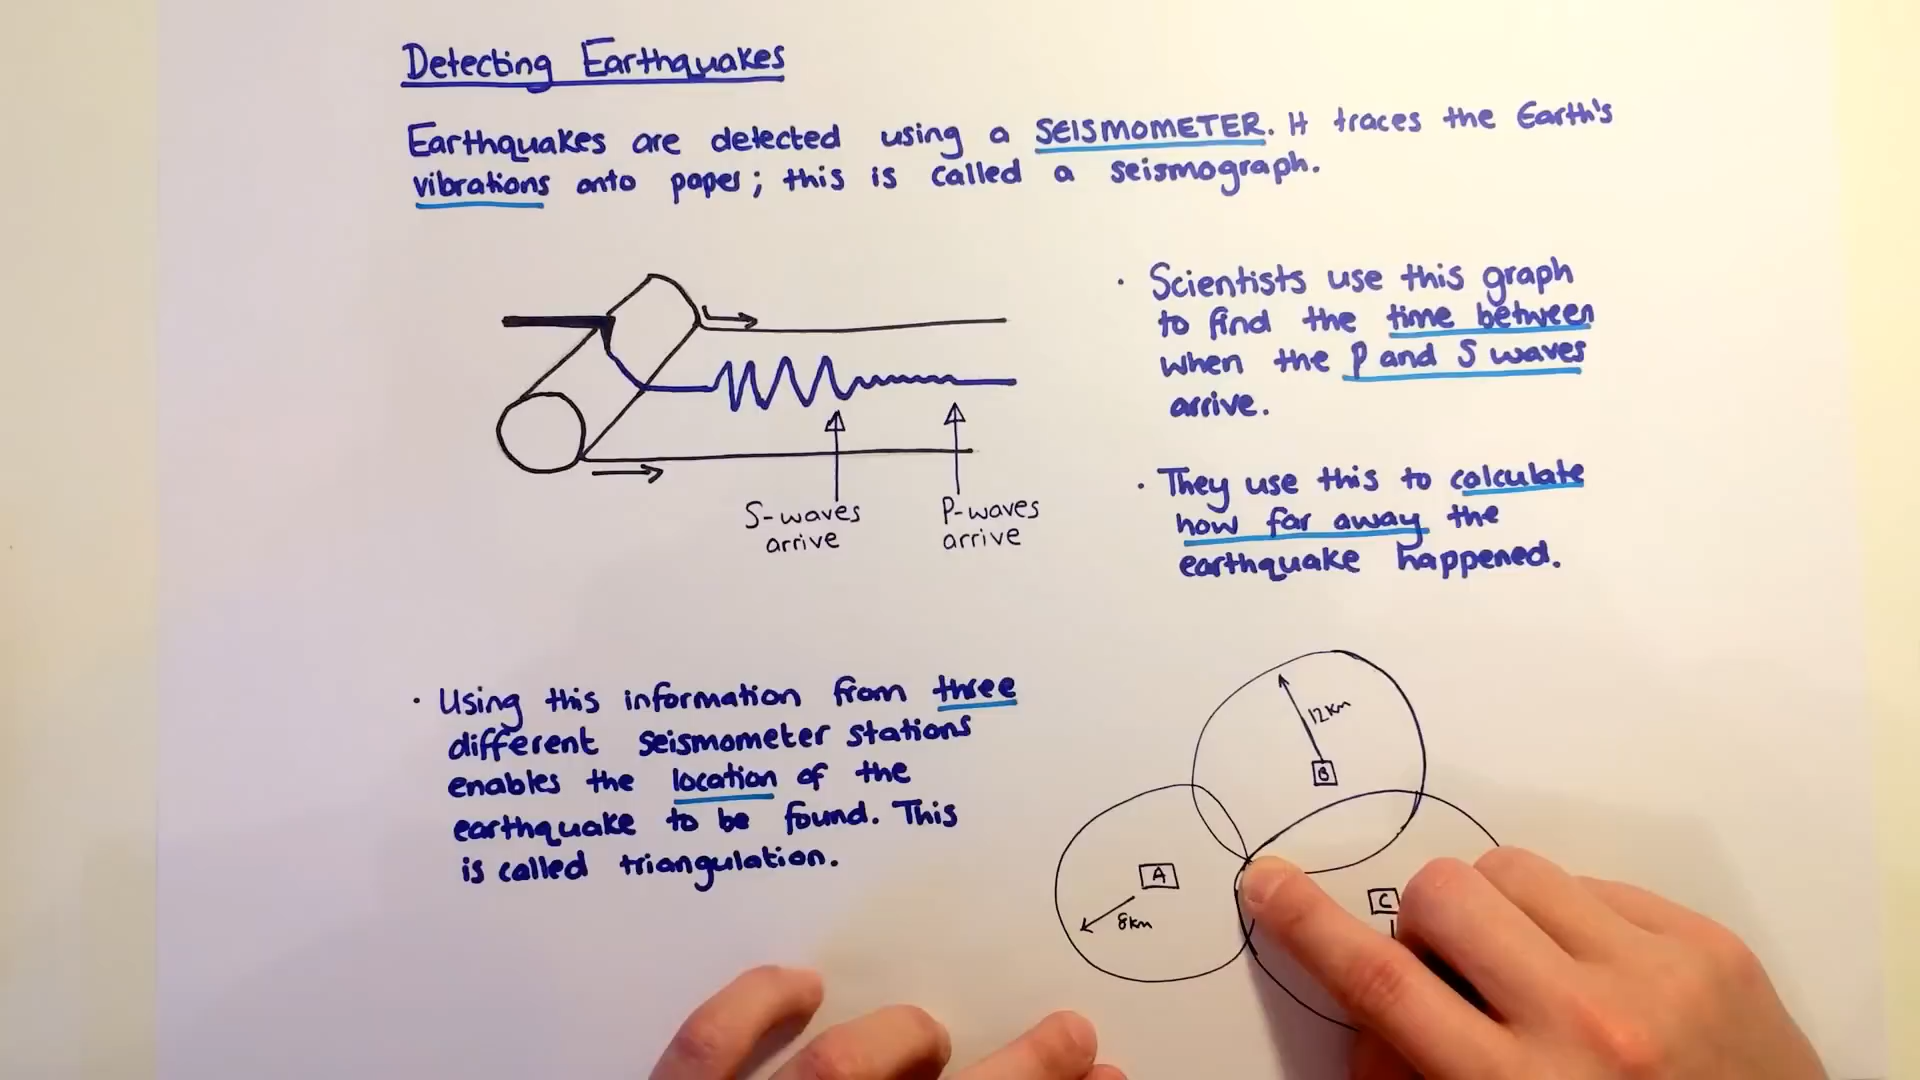 Detecting Earthquakes
Earthquakes are detected using a SEISMOMETER. It traces the Earth's
vibrations onto paper; this is called a seismograph.
S-waves
arrive
P-waves
arrive
• Scientists use this graph
to find the time between
when the P and S waves
arrive.
• They use this to calculate
how far away the
earthquake happened.
• Using this information from three
different seismometer stations
enables the location of the
earthquake to be found. This
is called triangulation.
12km
B
A
8km
C